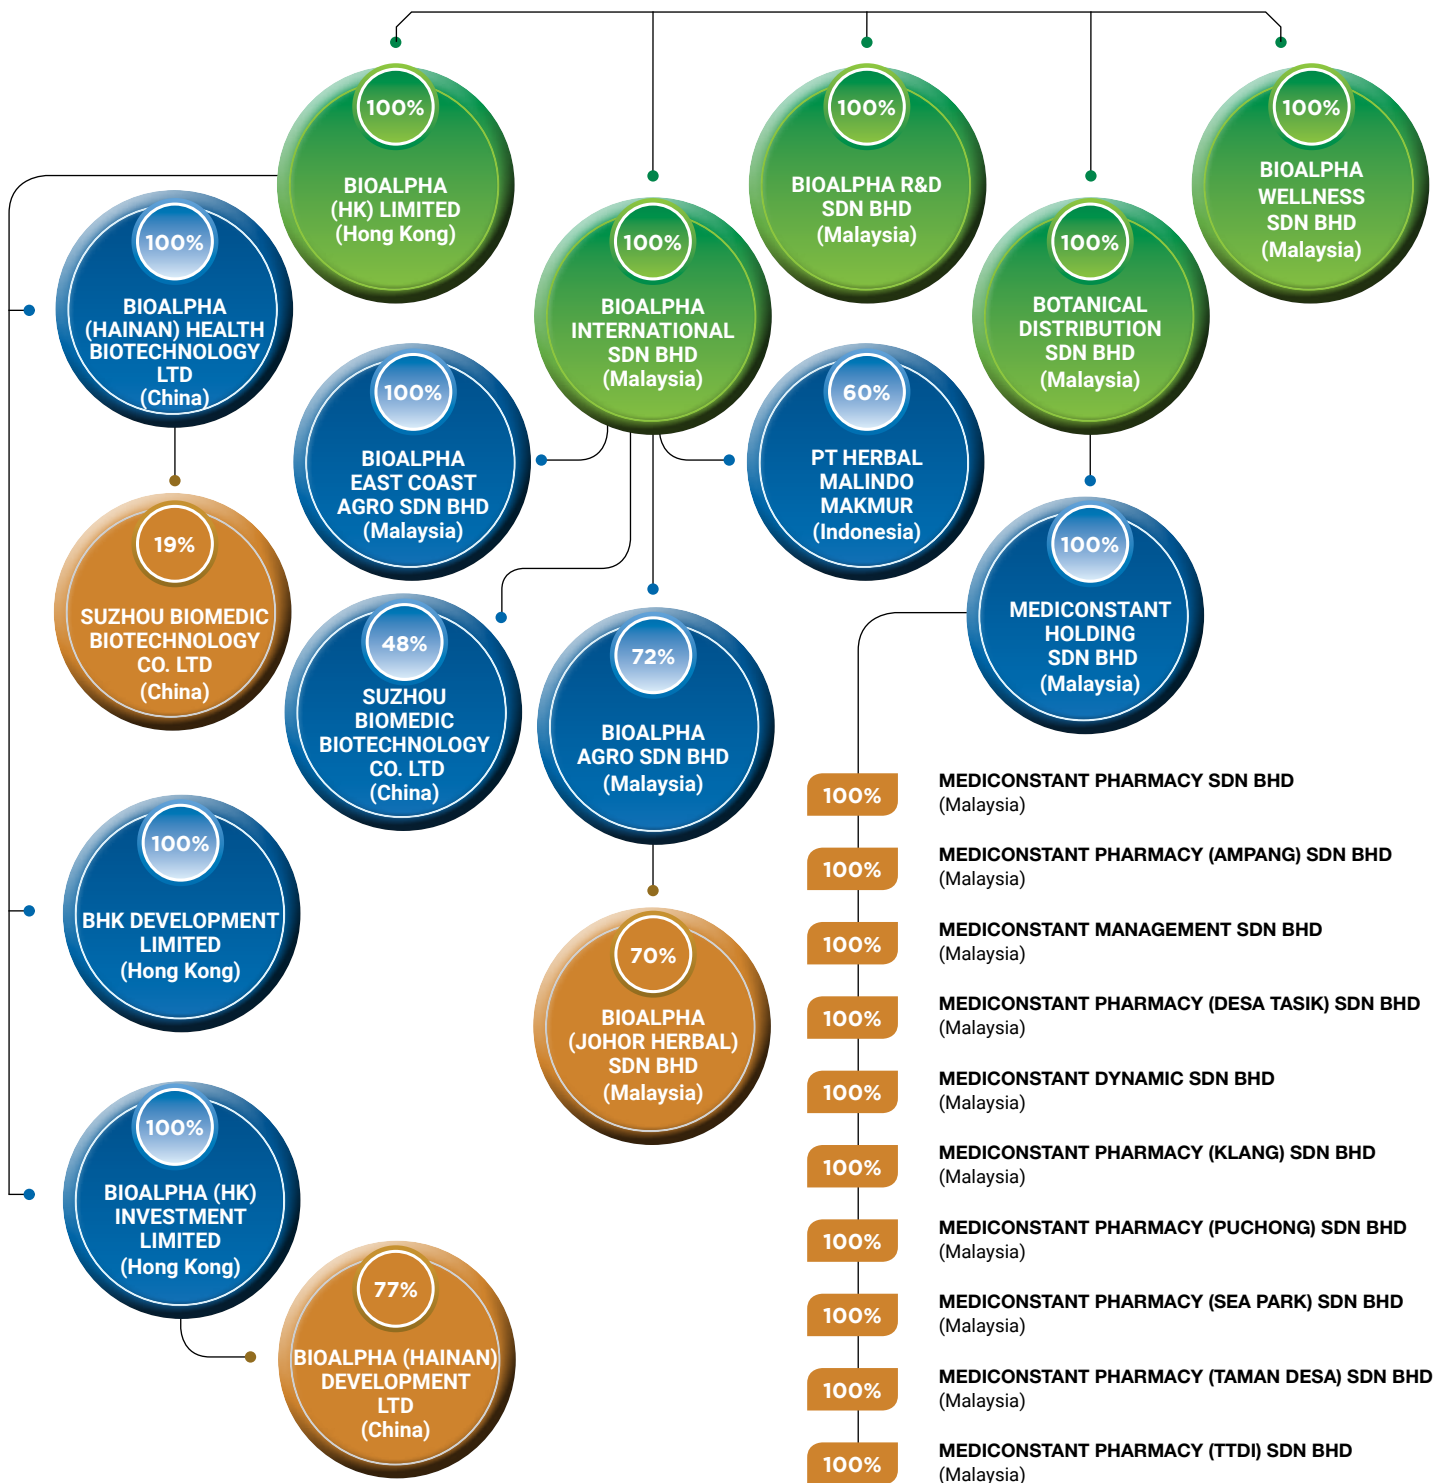 100%
BIOALPHA
(HK) LIMITED
(Hong Kong)
100%
BIOALPHA
INTERNATIONAL
SDN BHD
(Malaysia)
100%
BIOALPHA R&D
SDN BHD
(Malaysia)
100%
BOTANICAL
DISTRIBUTION
SDN BHD
(Malaysia)
100%
BIOALPHA
WELLNESS
SDN BHD
(Malaysia)
100%
BIOALPHA
(HAINAN) HEALTH
BIOTECHNOLOGY
LTD
(China)
100%
BIOALPHA
EAST COAST
AGRO SDN BHD
(Malaysia)
60%
PT HERBAL
MALINDO
MAKMUR
(Indonesia)
100%
MEDICONSTANT
HOLDING
SDN BHD
(Malaysia)
19%
SUZHOU BIOMEDIC
BIOTECHNOLOGY
CO. LTD
(China)
48%
SUZHOU
BIOMEDIC
BIOTECHNOLOGY
CO. LTD
(China)
72%
BIOALPHA
AGRO SDN BHD
(Malaysia)
100%
BHK DEVELOPMENT
LIMITED
(Hong Kong)
70%
BIOALPHA
(JOHOR HERBAL)
SDN BHD
(Malaysia)
100%
BIOALPHA (HK)
INVESTMENT
LIMITED
(Hong Kong)
77%
BIOALPHA (HAINAN)
DEVELOPMENT
LTD
(China)
100% MEDICONSTANT PHARMACY SDN BHD
(Malaysia)
100% MEDICONSTANT PHARMACY (AMPANG) SDN BHD
(Malaysia)
100% MEDICONSTANT MANAGEMENT SDN BHD
(Malaysia)
100% MEDICONSTANT PHARMACY (DESA TASIK) SDN BHD
(Malaysia)
100% MEDICONSTANT DYNAMIC SDN BHD
(Malaysia)
100% MEDICONSTANT PHARMACY (KLANG) SDN BHD
(Malaysia)
100% MEDICONSTANT PHARMACY (PUCHONG) SDN BHD
(Malaysia)
100% MEDICONSTANT PHARMACY (SEA PARK) SDN BHD
(Malaysia)
100% MEDICONSTANT PHARMACY (TAMAN DESA) SDN BHD
(Malaysia)
100% MEDICONSTANT PHARMACY (TTDI) SDN BHD
(Malaysia)